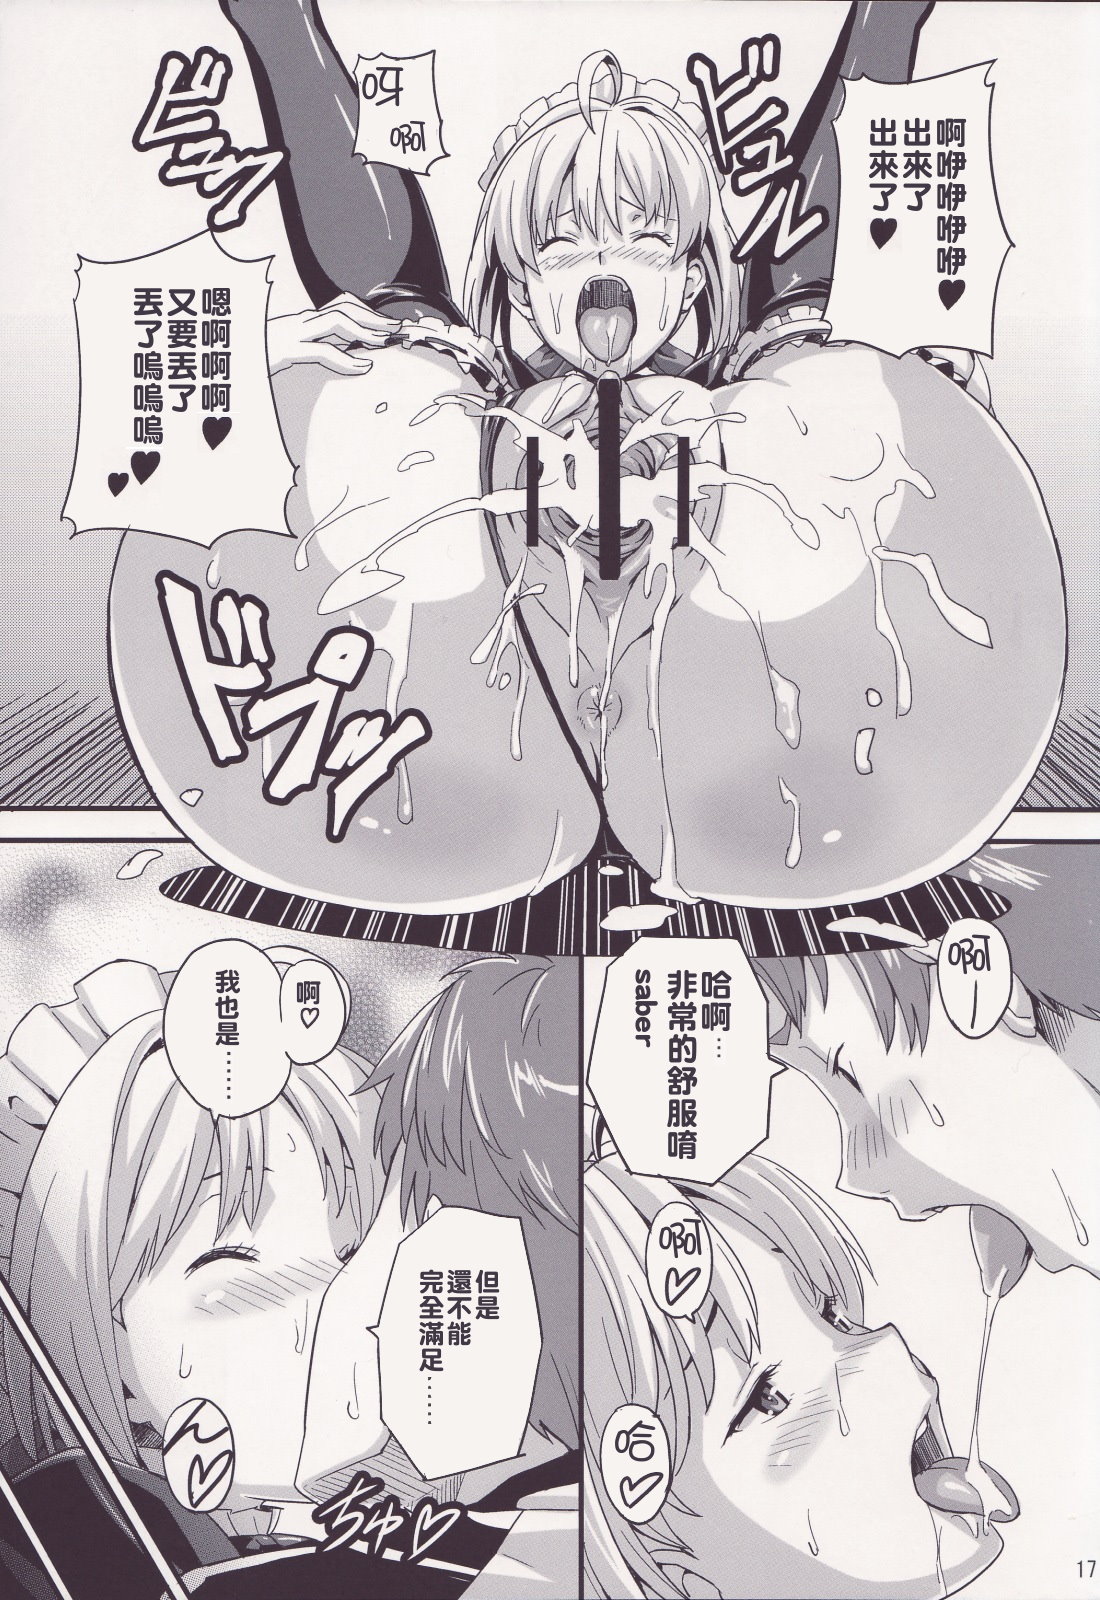 啊咿咿咿咿♥
出來了
出來了♥
呀
啊
ビュル
ビュッ
嗯啊啊啊♥
又要丟了
丟了嗚嗚嗚♥♥
ドプッ
啊ー
哈啊…
非常的舒服唷
saber
啊♡
哈♡
啊♡
我也是……
但是
還不能
完全滿足……
ん♡
ちゅ♡
17